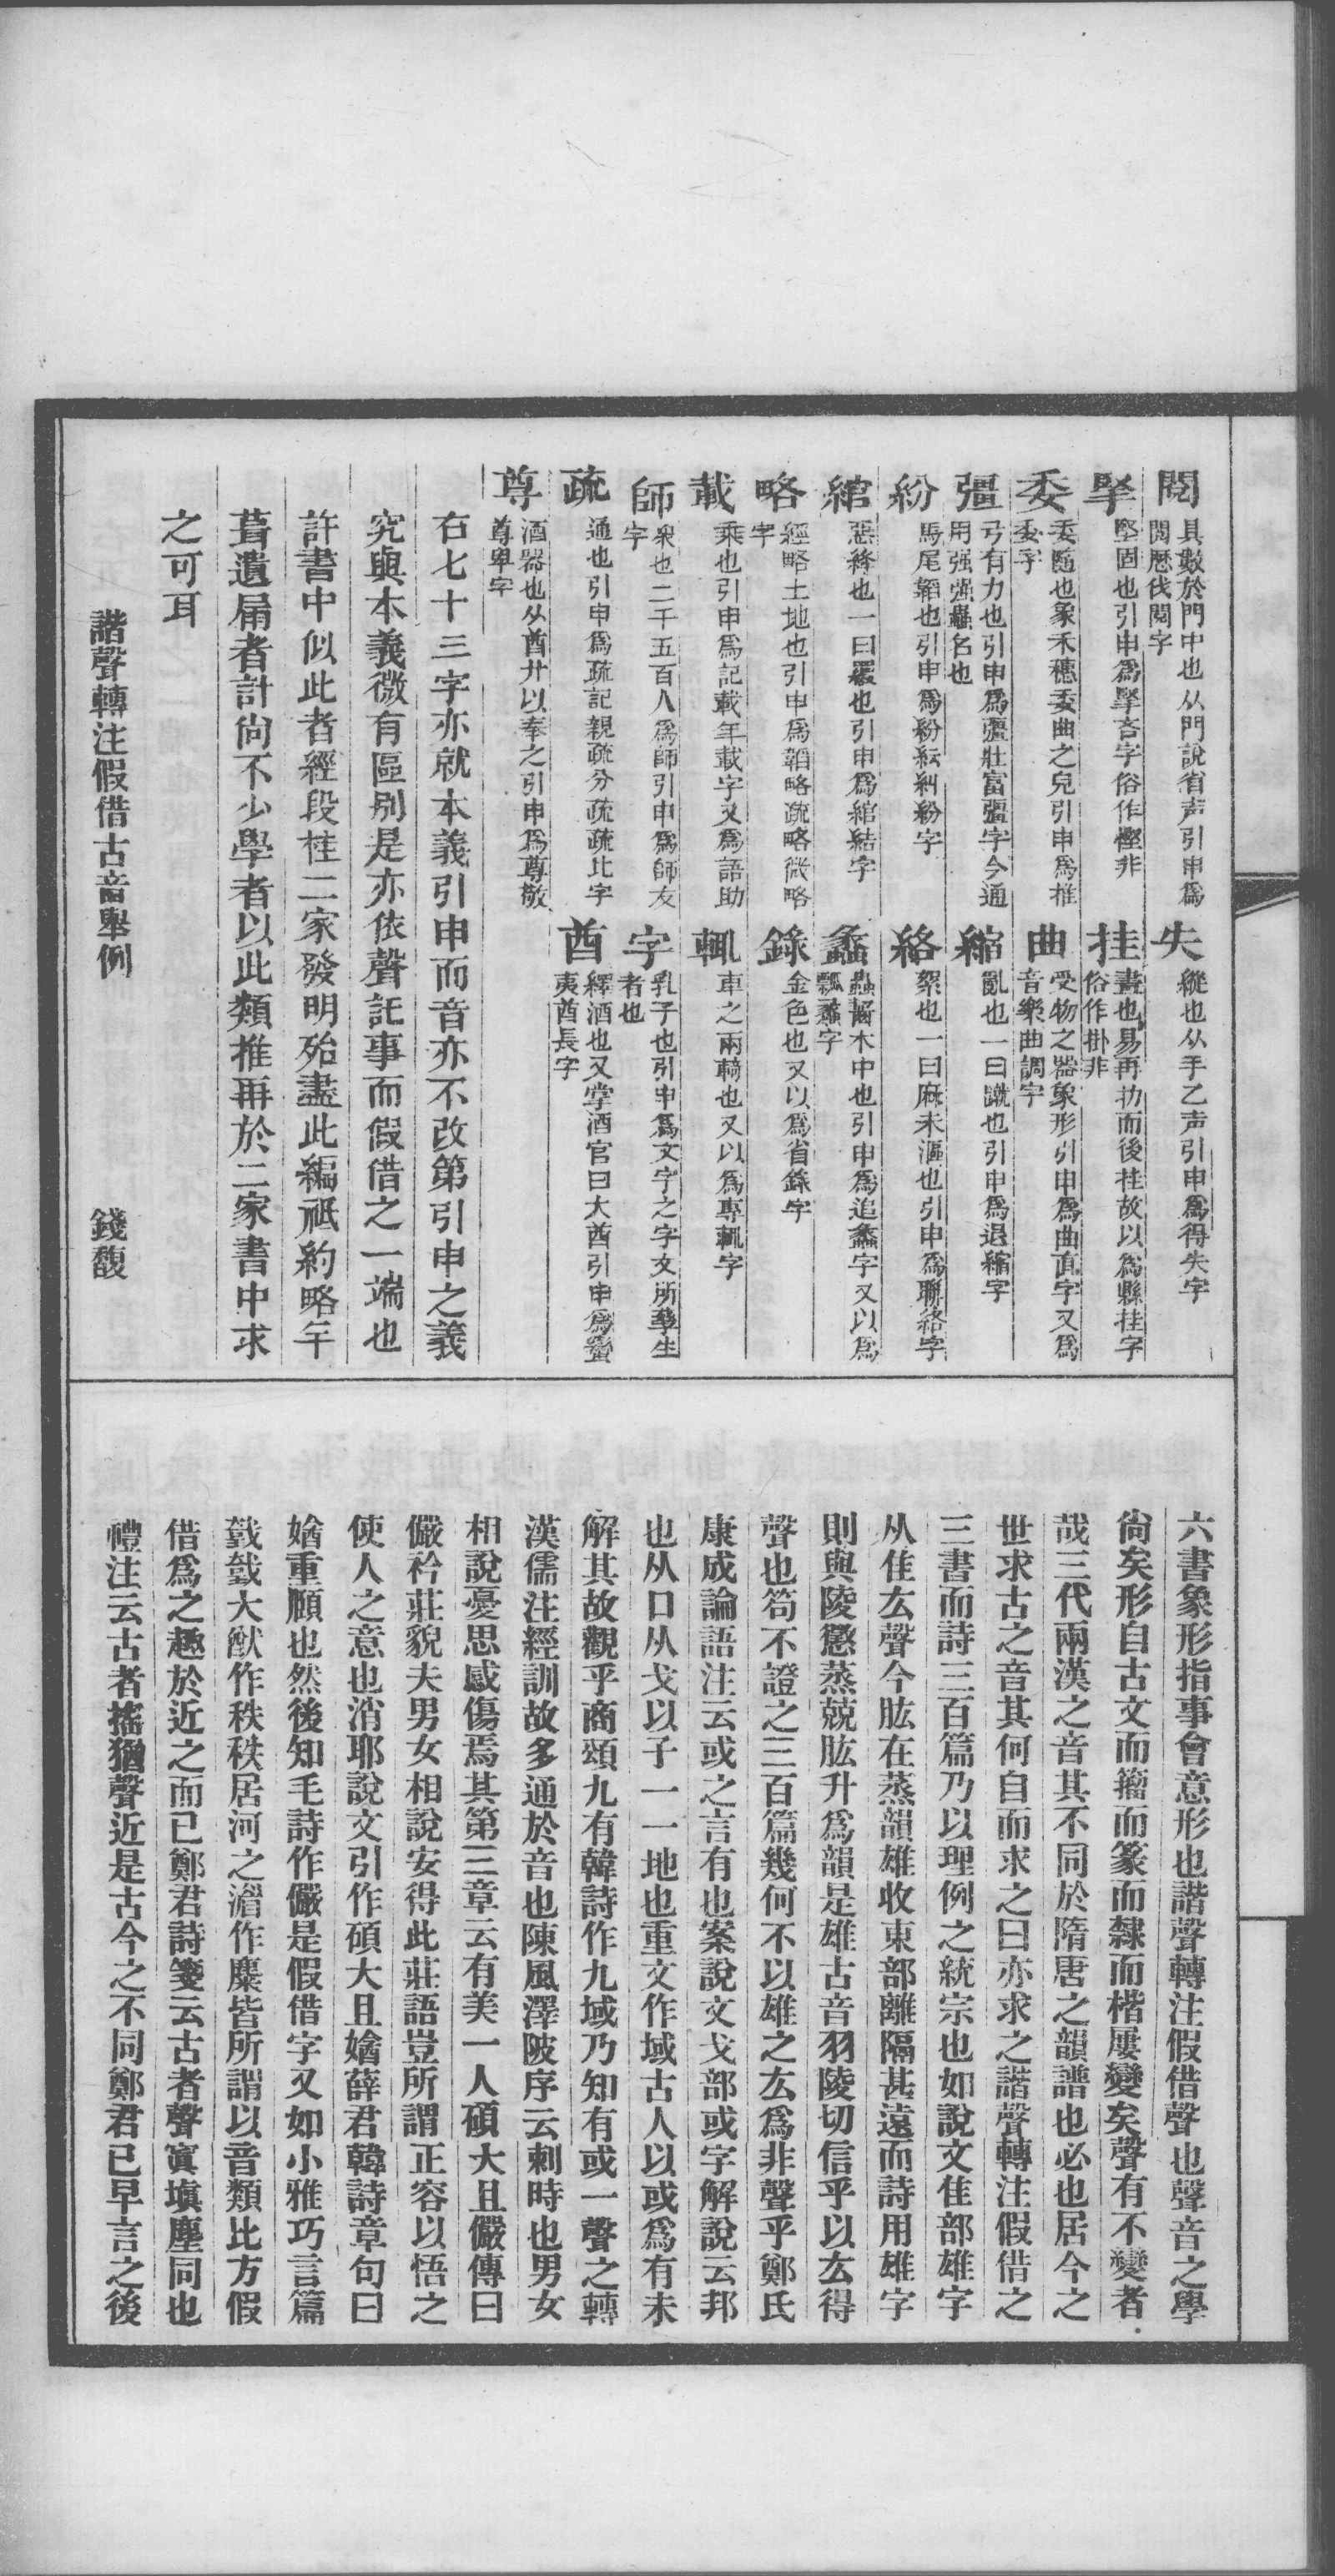 閱 具數於門中也从門說省声引申爲閱歷伐閱字
失 縱也从手乙声引申爲得失字
掔 堅固也引申爲掔吝字俗作慳非
挂 畫也易再扐而後挂故以爲縣挂字俗作掛非
委 委隨也象禾穗委曲之皃引申爲推委字
曲 受物之器象形引申爲曲直字又爲音樂曲調字
彊 弓有力也引申爲彊壯富彊字今通用强强蟲名也
縮 亂也一曰蹴也引申爲退縮字
紛 馬尾韜也引申爲紛紜糾紛字
絡 絮也一曰麻未漚也引申爲聯絡字
綰 惡絳也一曰罥也引申爲綰結字
蠡 蟲齧木中也引申爲追蠡字又以爲瓢蠡字
略 經略土地也引申爲韜略疏略微略字
錄 金色也又以爲省錄字
載 乘也引申爲記載年載字又爲語助
輒 車之兩輢也又以爲專輒字
師 衆也二千五百人爲師引申爲師友字
字 乳子也引申爲文字之字文所孳生者也
疏 通也引申爲疏記親疏分疏疏比字
酋 繹酒也又掌酒官曰大酋引申爲蠻夷酋長字
尊 酒器也从酋廾以奉之引申爲尊敬尊卑字
右七十三字亦就本義引申而音亦不改第引申之義
究與本義微有區別是亦依聲託事而假借之一端也
許書中似此者經段桂二家發明殆盡此編祗約略午
葺遺屚者計尙不少學者以此類推再於二家書中求
之可耳
諧聲轉注假借古音舉例 錢馥
六書象形指事會意形也諧聲轉注假借聲也聲音之學
尙矣形自古文而籀而篆而隸而楷屢變矣聲有不變者
哉三代兩漢之音其不同於隋唐之韻譜也必也居今之
世求古之音其何自而求之曰亦求之諧聲轉注假借之
三書而詩三百篇乃以理例之統宗也如說文隹部雄字
从隹厷聲今肱在蒸韻雄收東部離隔甚遠而詩用雄字
則與陵懲蒸兢肱升爲韻是雄古音羽陵切信乎以厷得
聲也笱不證之三百篇幾何不以雄之厷爲非聲乎鄭氏
康成論語注云或之言有也案說文戈部或字解說云邦
也从口从戈以子一一地也重文作域古人以或爲有未
解其故觀乎商頌九有韓詩作九域乃知有或一聲之轉
漢儒注經訓故多通於音也陳風澤陂序云刺時也男女
相說憂思感傷焉其第三章云有美一人碩大且儼傳曰
儼衿莊貌夫男女相說安得此莊語豈所謂正容以悟之
使人之意也消耶說文引作碩大且㜝薛君韓詩章句曰
㜝重頤也然後知毛詩作儼是假借字又如小雅巧言篇
𢧤𢧤大猷作秩秩居河之湄作麋皆所謂以音類比方假
借爲之趣於近之而已鄭君詩箋云古者聲寘塡塵同也
禮注云古者搖猶聲近是古今之不同鄭君已早言之後